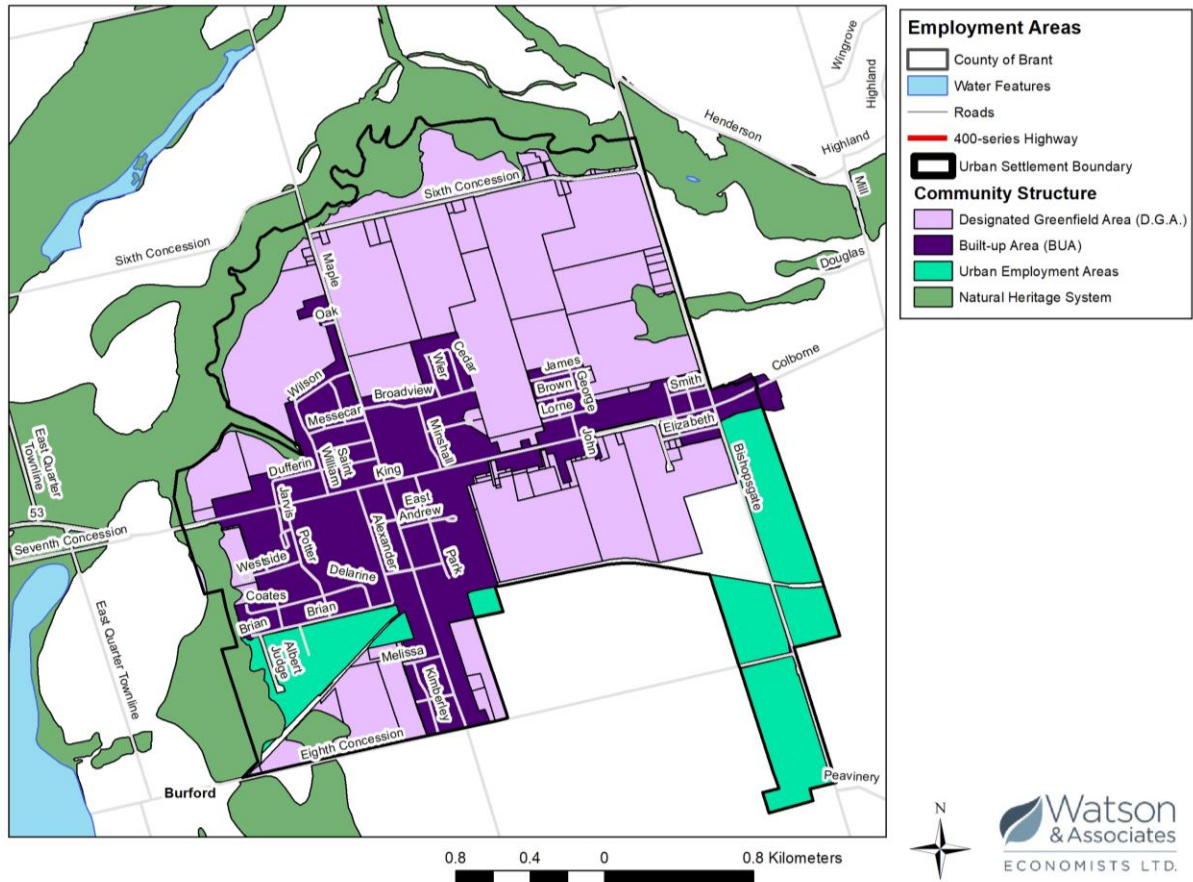 Employment Areas
County of Brant
Water Features
Roads
400-series Highway
Urban Settlement Boundary
Community Structure
Designated Greenfield Area (D.G.A.)
Built-up Area (BUA)
Urban Employment Areas
Natural Heritage System
Wingrove
Highland
Henderson
Highland
Mill
Sixth Concession
Sixth Concession
Douglas
Maple
Oak
Colborne
Wier
Cedar
James
Wilson
Broadview
Brown
George
Smith
Messecar
Lorne
Minshall
Elizabeth
East Quarter
Townline
Saint
William
John
Dufferin
King
Bishopsgate
53
Jarvis
East
Andrew
Seventh Concession
Alexander
Potter
Park
Westside
Delarine
Coates
Brian
Brian
East Quarter Townline
Albert
Judge
Melissa
Kimberley
Eighth Concession
Peavinery
Burford
N
Watson
& Associates
ECONOMISTS LTD.
0.8 0.4 0 0.8 Kilometers